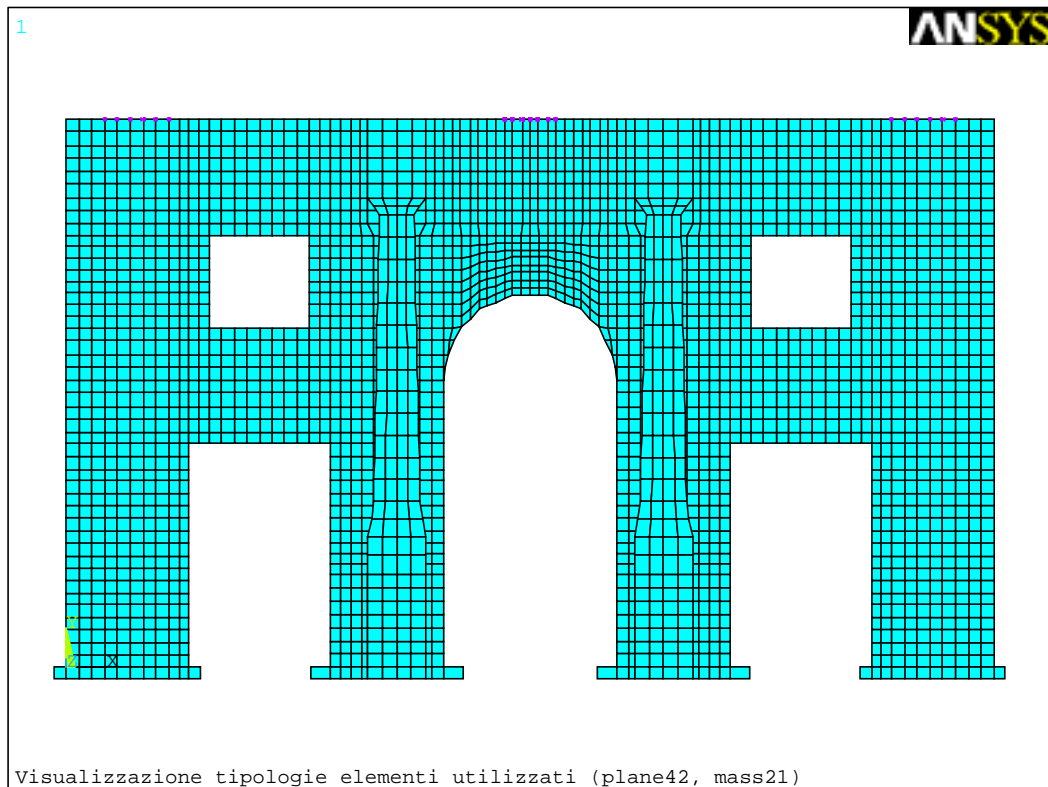 1
ANSYS
Y
Z X
Visualizzazione tipologie elementi utilizzati (plane42, mass21)